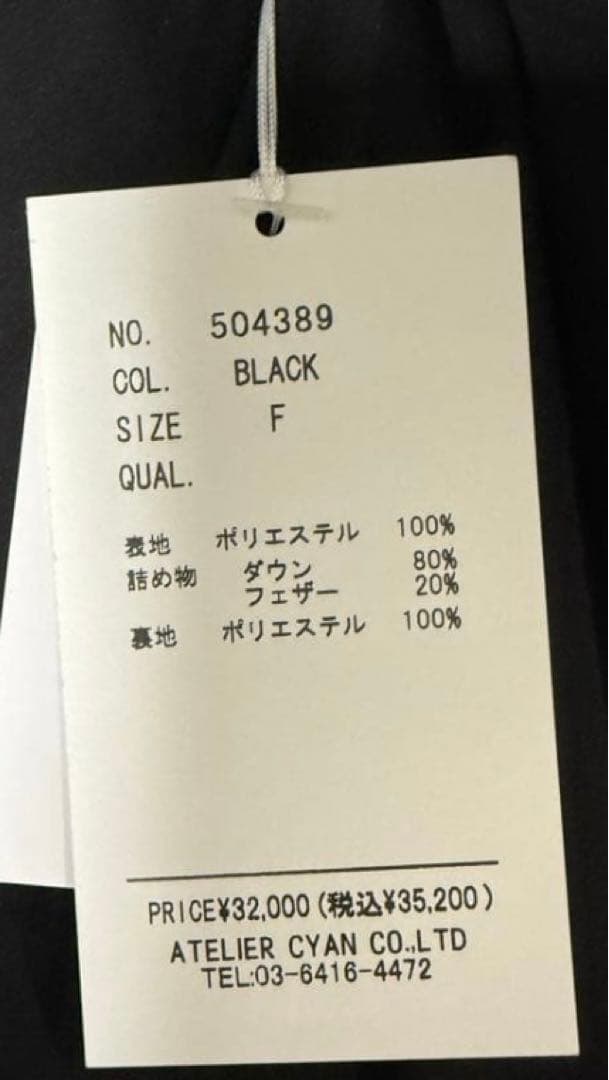 NO. 504389
COL. BLACK
SIZE F
QUAL.
表地 ポリエステル 100%
詰め物 ダウン 80%
フェザー 20%
裏地 ポリエステル 100%
PRICE¥32,000(税込¥35,200)
ATELIER CYAN CO.,LTD
TEL:03-6416-4472